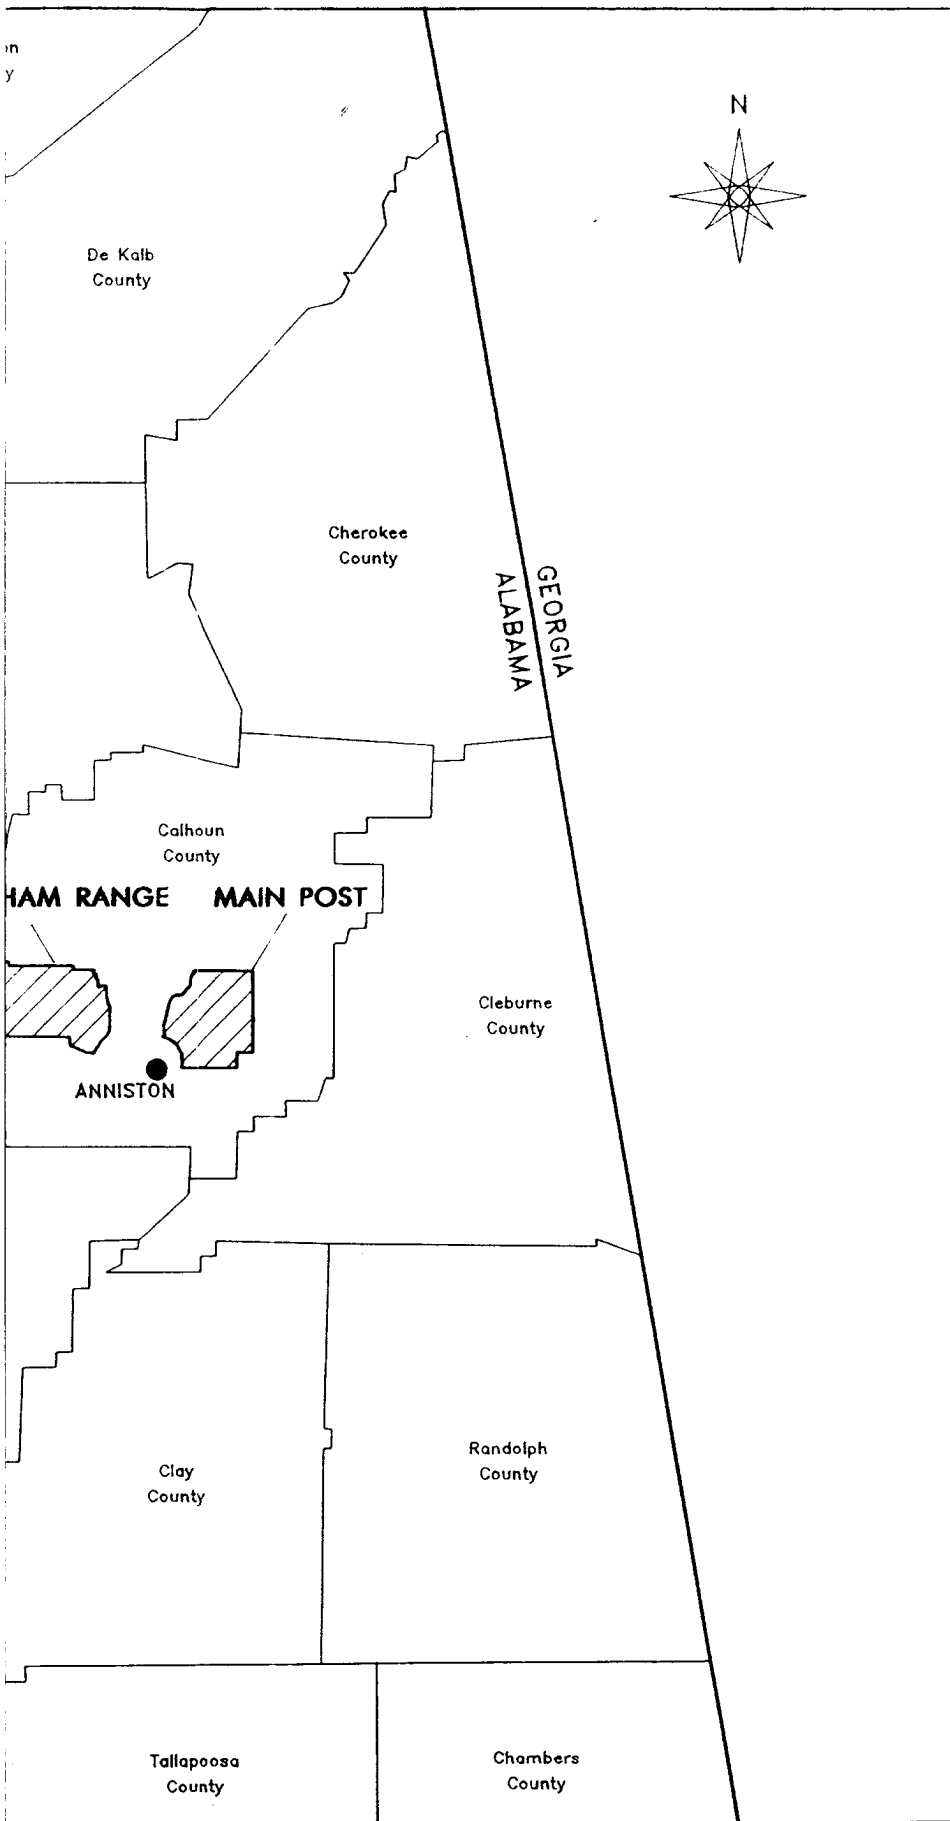 N
De Kalb
County
Cherokee
County
GEORGIA
ALABAMA
Calhoun
County
HAM RANGE
MAIN POST
Cleburne
County
ANNISTON
Randolph
County
Clay
County
Tallapoosa
County
Chambers
County